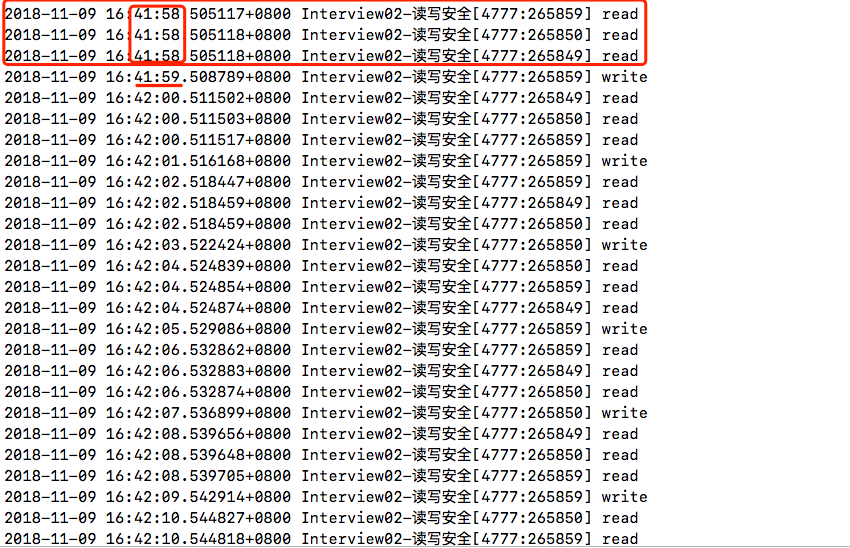 2018-11-09 16:41:58.505117+0800 Interview02-读写安全[4777:265859] read
2018-11-09 16:41:58.505118+0800 Interview02-读写安全[4777:265850] read
2018-11-09 16:41:58.505118+0800 Interview02-读写安全[4777:265849] read
2018-11-09 16:41:59.508789+0800 Interview02-读写安全[4777:265859] write
2018-11-09 16:42:00.511502+0800 Interview02-读写安全[4777:265849] read
2018-11-09 16:42:00.511503+0800 Interview02-读写安全[4777:265850] read
2018-11-09 16:42:00.511517+0800 Interview02-读写安全[4777:265859] read
2018-11-09 16:42:01.516168+0800 Interview02-读写安全[4777:265859] write
2018-11-09 16:42:02.518447+0800 Interview02-读写安全[4777:265859] read
2018-11-09 16:42:02.518459+0800 Interview02-读写安全[4777:265849] read
2018-11-09 16:42:02.518459+0800 Interview02-读写安全[4777:265850] read
2018-11-09 16:42:03.522424+0800 Interview02-读写安全[4777:265850] write
2018-11-09 16:42:04.524839+0800 Interview02-读写安全[4777:265850] read
2018-11-09 16:42:04.524854+0800 Interview02-读写安全[4777:265859] read
2018-11-09 16:42:04.524874+0800 Interview02-读写安全[4777:265849] read
2018-11-09 16:42:05.529086+0800 Interview02-读写安全[4777:265859] write
2018-11-09 16:42:06.532862+0800 Interview02-读写安全[4777:265859] read
2018-11-09 16:42:06.532883+0800 Interview02-读写安全[4777:265849] read
2018-11-09 16:42:06.532874+0800 Interview02-读写安全[4777:265850] read
2018-11-09 16:42:07.536899+0800 Interview02-读写安全[4777:265850] write
2018-11-09 16:42:08.539656+0800 Interview02-读写安全[4777:265849] read
2018-11-09 16:42:08.539648+0800 Interview02-读写安全[4777:265850] read
2018-11-09 16:42:08.539705+0800 Interview02-读写安全[4777:265859] read
2018-11-09 16:42:09.542914+0800 Interview02-读写安全[4777:265859] write
2018-11-09 16:42:10.544827+0800 Interview02-读写安全[4777:265850] read
2018-11-09 16:42:10.544818+0800 Interview02-读写安全[4777:265859] read